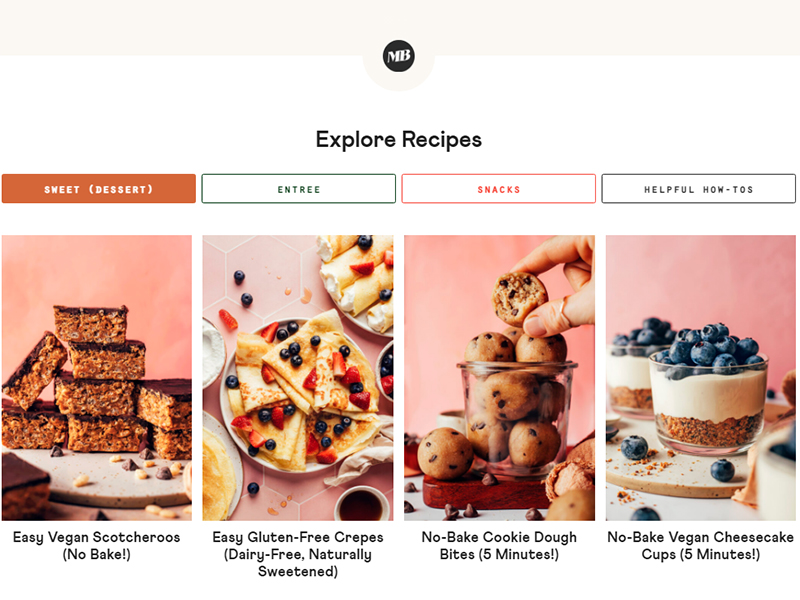 MB
Explore Recipes
SWEET (DESSERT)
ENTREE
SNACKS
HELPFUL HOW-TOS
Easy Vegan Scotcheroos
(No Bake!)
Easy Gluten-Free Crepes
(Dairy-Free, Naturally
Sweetened)
No-Bake Cookie Dough
Bites (5 Minutes!)
No-Bake Vegan Cheesecake
Cups (5 Minutes!)